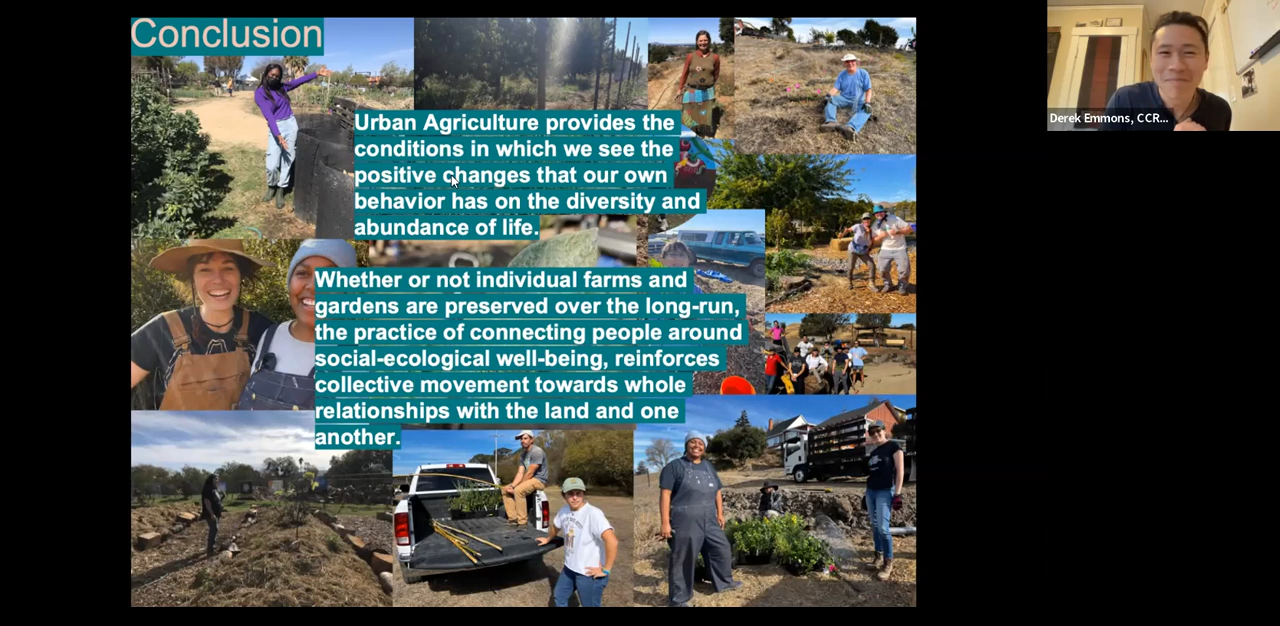 Conclusion
Urban Agriculture provides the
conditions in which we see the
positive changes that our own
behavior has on the diversity and
abundance of life.
Whether or not individual farms and
gardens are preserved over the long-run,
the practice of connecting people around
social-ecological well-being, reinforces
collective movement towards whole
relationships with the land and one
another.
Derek Emmons, CCR...